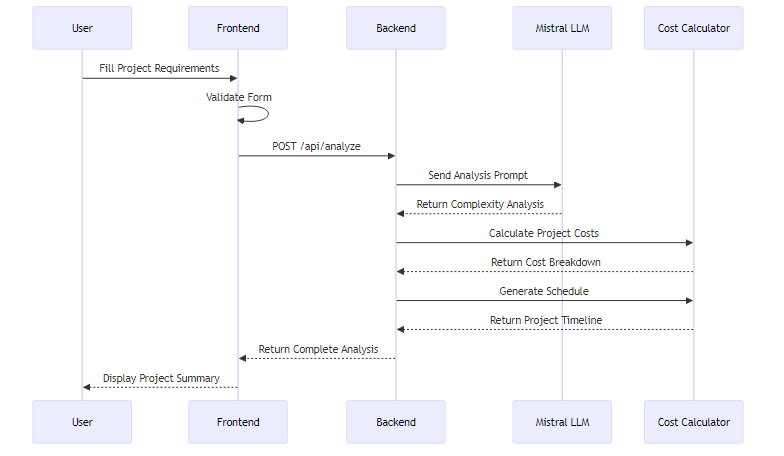 User Frontend Backend Mistral LLM Cost Calculator
Fill Project Requirements
Validate Form
POST /api/analyze
Send Analysis Prompt
Return Complexity Analysis
Calculate Project Costs
Return Cost Breakdown
Generate Schedule
Return Project Timeline
Return Complete Analysis
Display Project Summary
User Frontend Backend Mistral LLM Cost Calculator